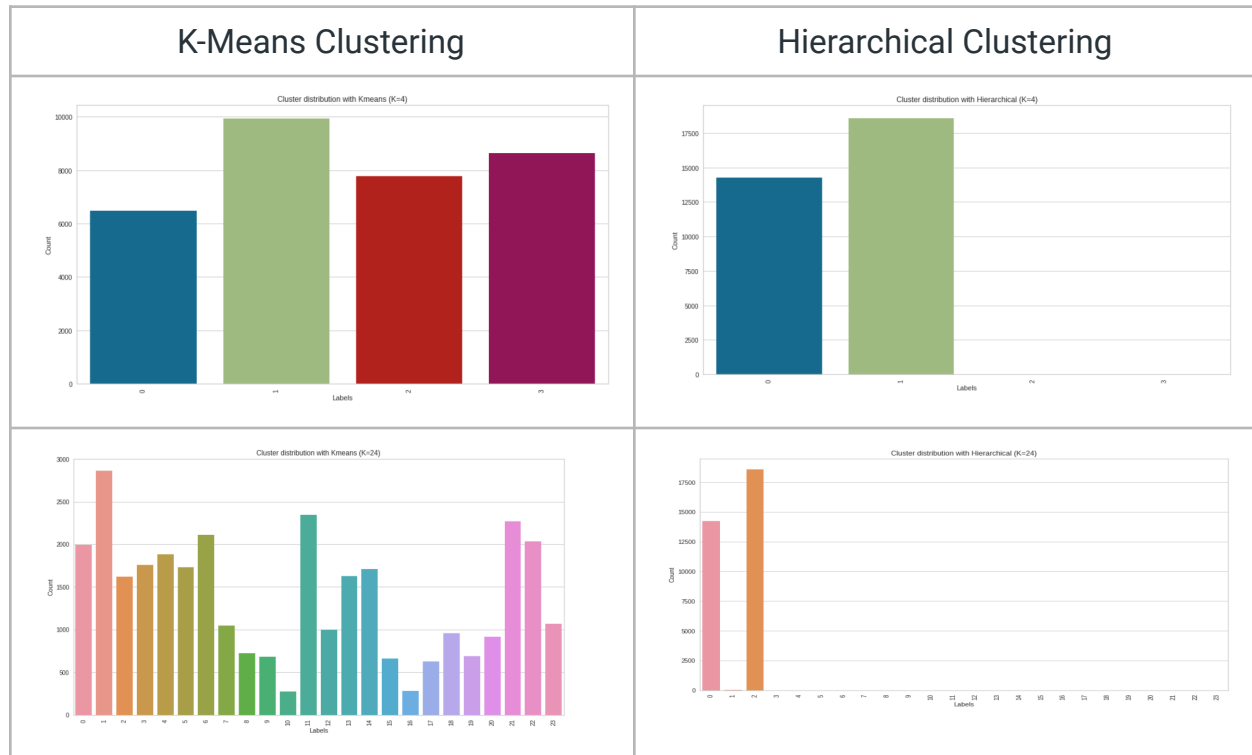 K-Means Clustering
Hierarchical Clustering
Cluster distribution with Kmeans (K=4)
10000
8000
6000
4000
2000
0
Count
0 1 2 3
Labels
Cluster distribution with Hierarchical (K=4)
17500
15000
12500
10000
7500
5000
2500
0
Count
0 1 2 3
Labels
Cluster distribution with Kmeans (K=24)
3000
2500
2000
1500
1000
500
0
Count
0 1 2 3 4 5 6 7 8 9 10 11 12 13 14 15 16 17 18 19 20 21 22 23
Labels
Cluster distribution with Hierarchical (K=24)
17500
15000
12500
10000
7500
5000
2500
0
Count
0 1 2 3 4 5 6 7 8 9 10 11 12 13 14 15 16 17 18 19 20 21 22 23
Labels